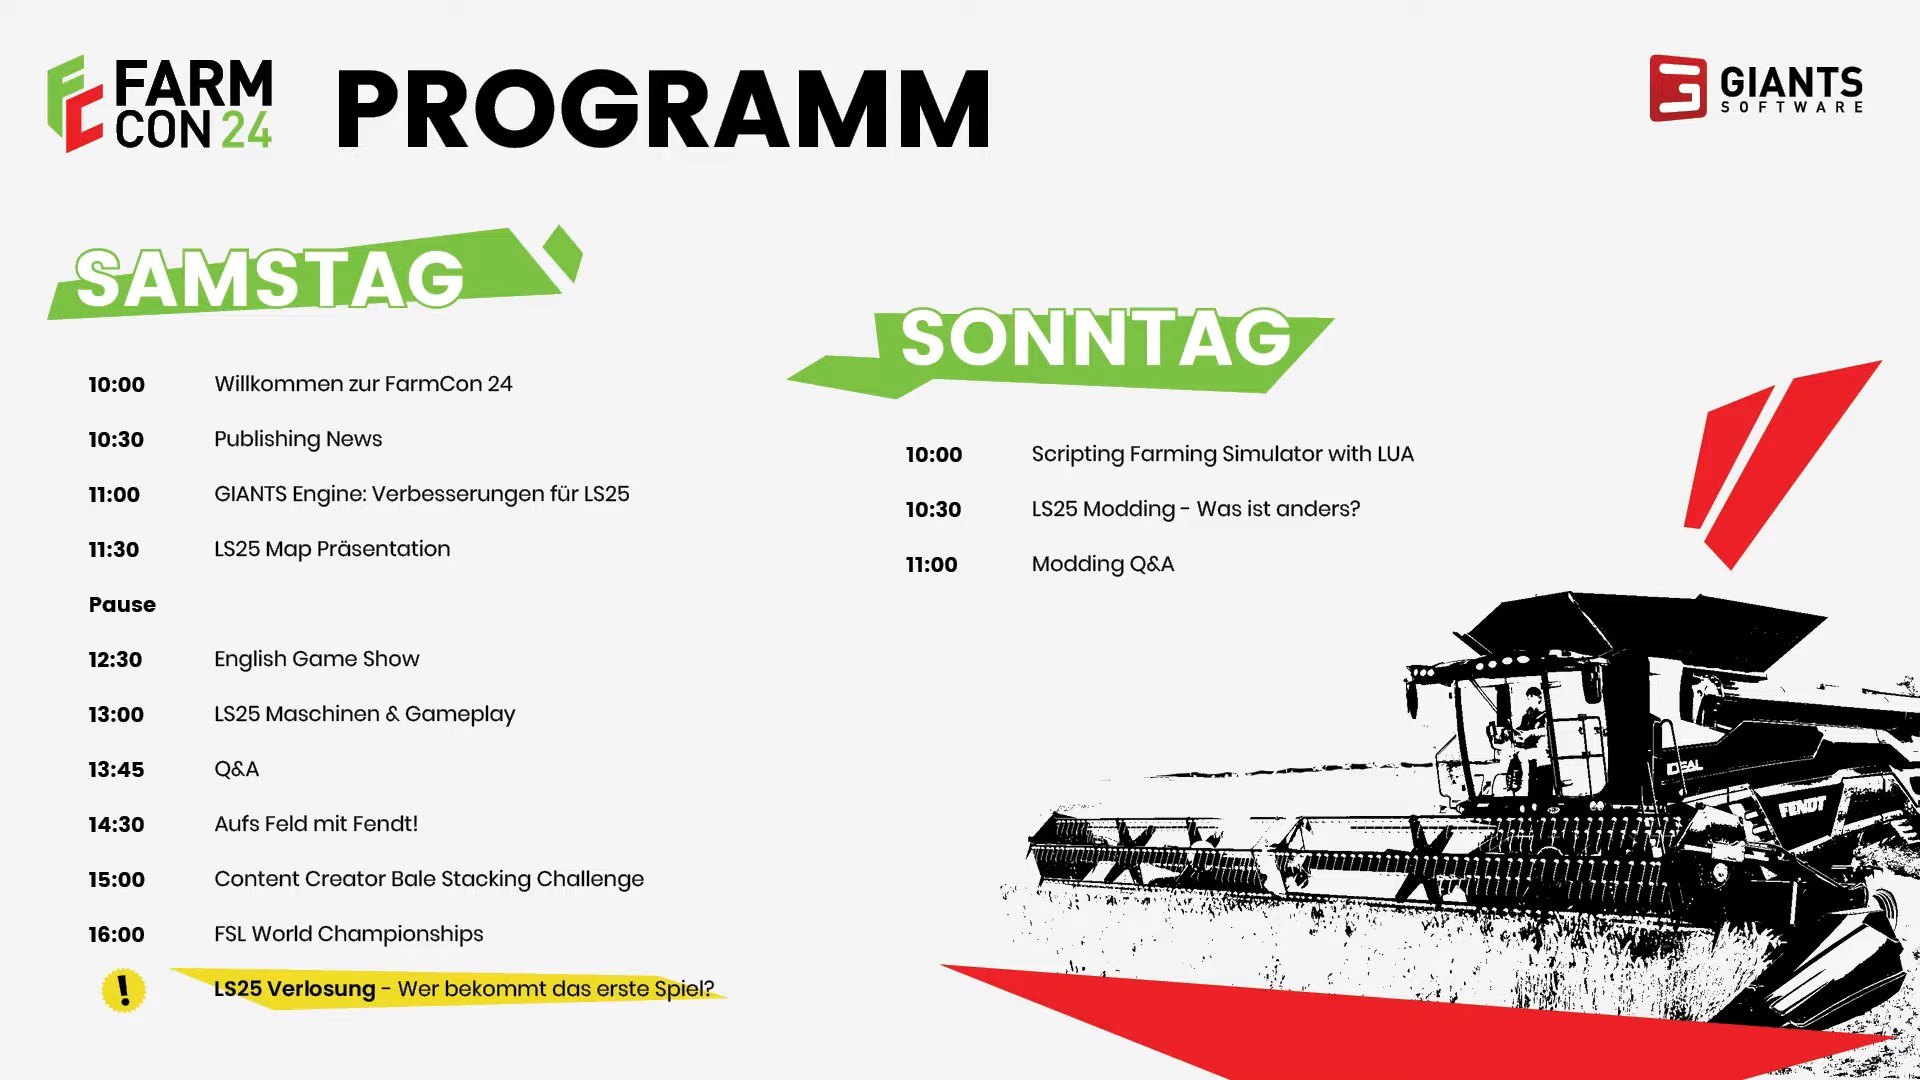 FARM
CON 24
PROGRAMM
GIANTS
SOFTWARE
SAMSTAG
10:00 Willkommen zur FarmCon 24
10:30 Publishing News
11:00 GIANTS Engine: Verbesserungen für LS25
11:30 LS25 Map Präsentation
Pause
12:30 English Game Show
13:00 LS25 Maschinen & Gameplay
13:45 Q&A
14:30 Aufs Feld mit Fendt!
15:00 Content Creator Bale Stacking Challenge
16:00 FSL World Championships
! LS25 Verlosung - Wer bekommt das erste Spiel?
SONNTAG
10:00 Scripting Farming Simulator with LUA
10:30 LS25 Modding - Was ist anders?
11:00 Modding Q&A
IDEAL
FENDT